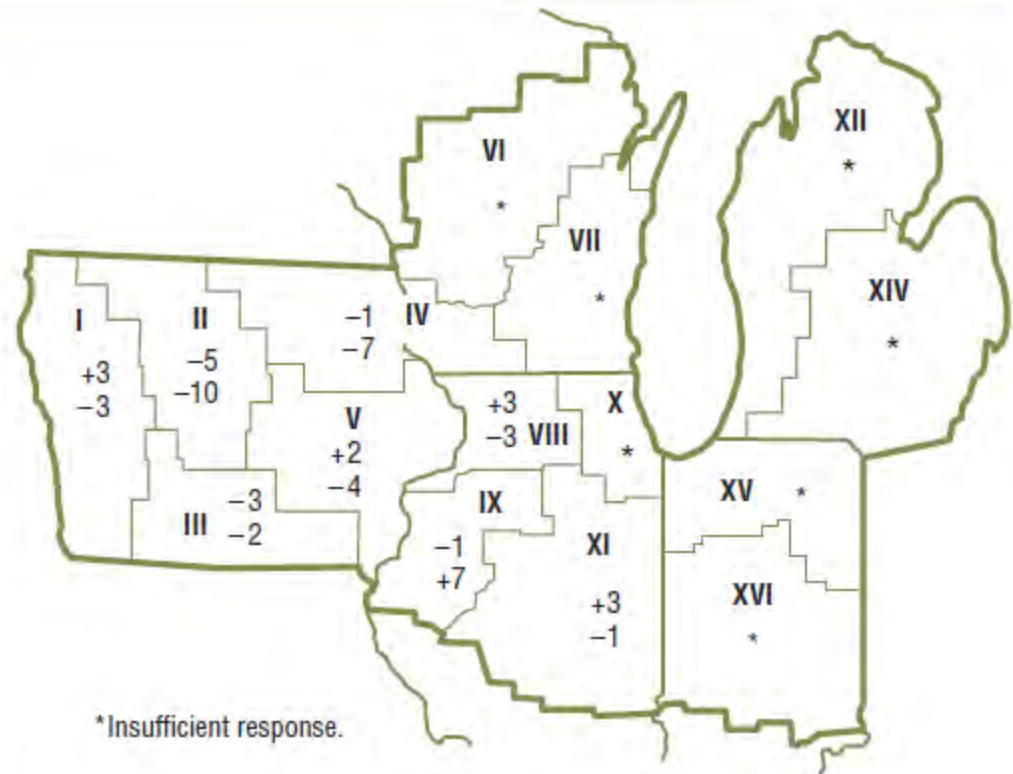 XII
*
VI
*
VII
*
XIV
*
I
+3
−3
II
−5
−10
−1
−7
IV
V
+2
−4
+3
−3 VIII
X
*
III
−3
−2
IX
−1
+7
XI
+3
−1
XV *
XVI
*
*Insufficient response.